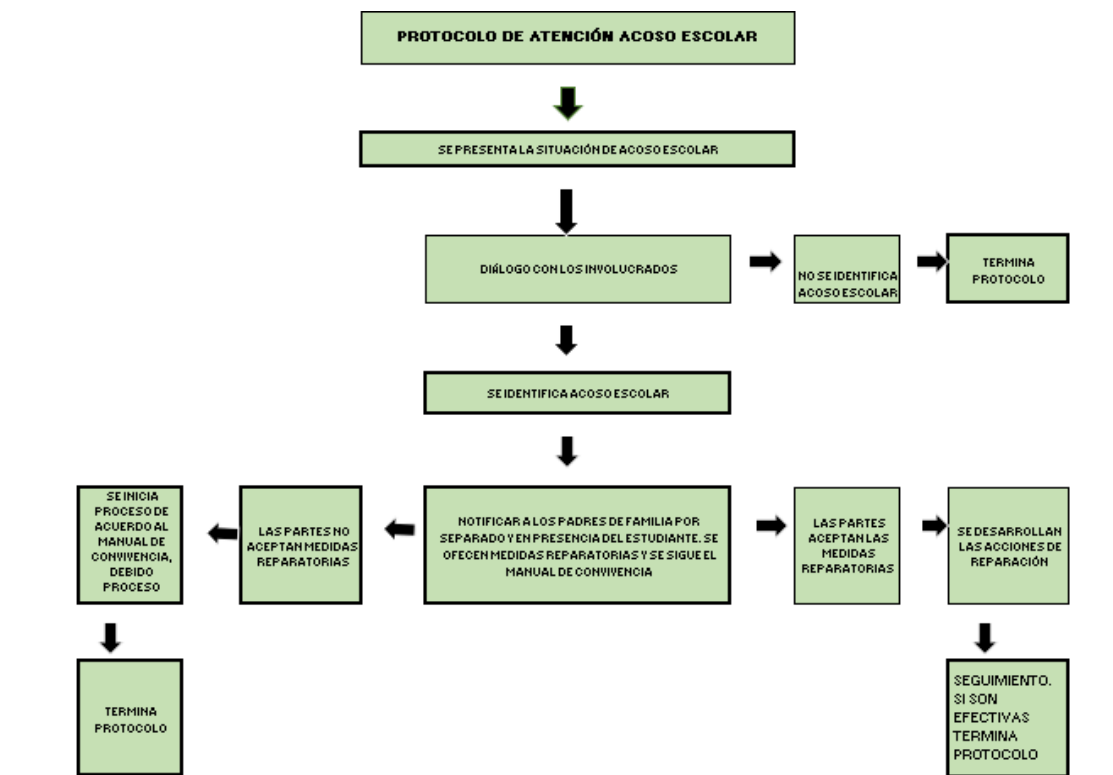 PROTOCOLO DE ATENCIÓN ACOSO ESCOLAR
SE PRESENTA LA SITUACIÓN DE ACOSO ESCOLAR
DIÁLOGO CON LOS INVOLUCRADOS
NO SE IDENTIFICA
ACOSO ESCOLAR
TERMINA
PROTOCOLO
SE IDENTIFICA ACOSO ESCOLAR
SE INICIA
PROCESO DE
ACUERDO AL
MANUAL DE
CONVIVENCIA,
DEBIDO
PROCESO
LAS PARTES NO
ACEPTAN MEDIDAS
REPARATORIAS
NOTIFICAR A LOS PADRES DE FAMILIA POR
SEPARADO Y EN PRESENCIA DEL ESTUDIANTE. SE
OFECEN MEDIDAS REPARATORIAS Y SE SIGUE EL
MANUAL DE CONVIVENCIA
LAS PARTES
ACEPTAN LAS
MEDIDAS
REPARATORIAS
SE DESARROLLAN
LAS ACCIONES DE
REPARACIÓN
TERMINA
PROTOCOLO
SEGUIMIENTO.
SI SON
EFECTIVAS
TERMINA
PROTOCOLO